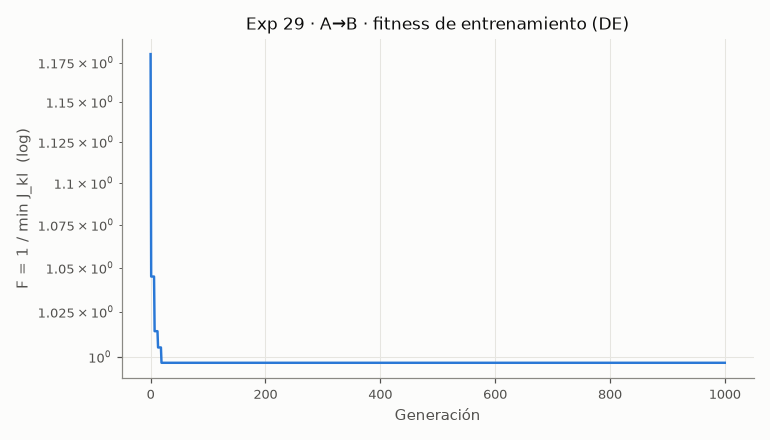 Exp 29 · A→B · fitness de entrenamiento (DE)
F = 1 / min J_kl (log)
1.175 × 10⁰
1.15 × 10⁰
1.125 × 10⁰
1.1 × 10⁰
1.075 × 10⁰
1.05 × 10⁰
1.025 × 10⁰
10⁰
0 200 400 600 800 1000
Generación